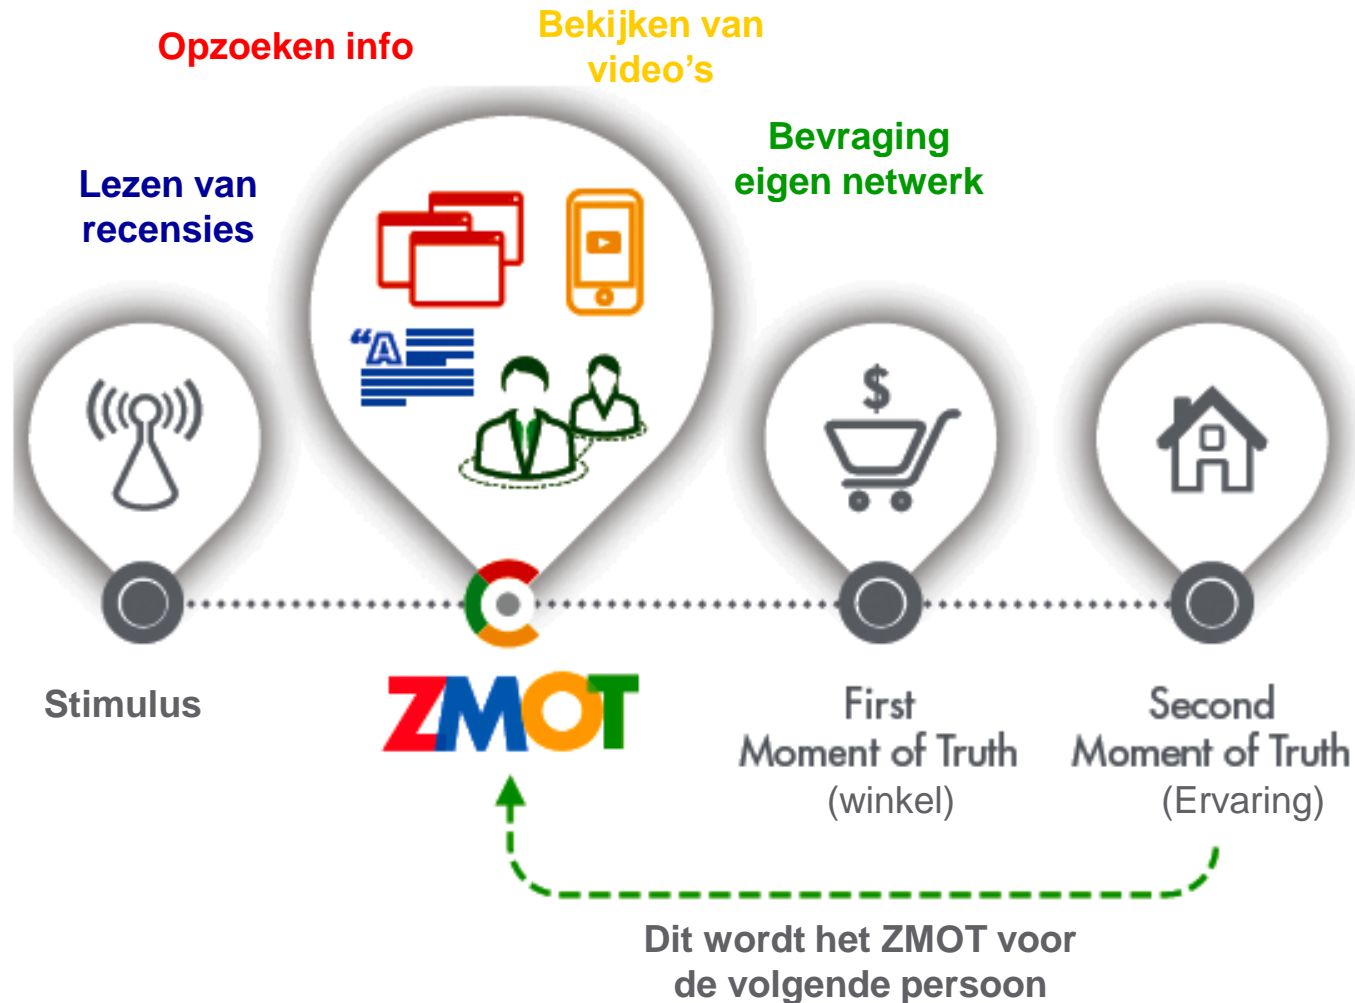 Opzoeken info
Bekijken van
video’s
Bevraging
eigen netwerk
Lezen van
recensies
“A
$
Stimulus
ZMOT
First
Moment of Truth
(winkel)
Second
Moment of Truth
(Ervaring)
Dit wordt het ZMOT voor
de volgende persoon